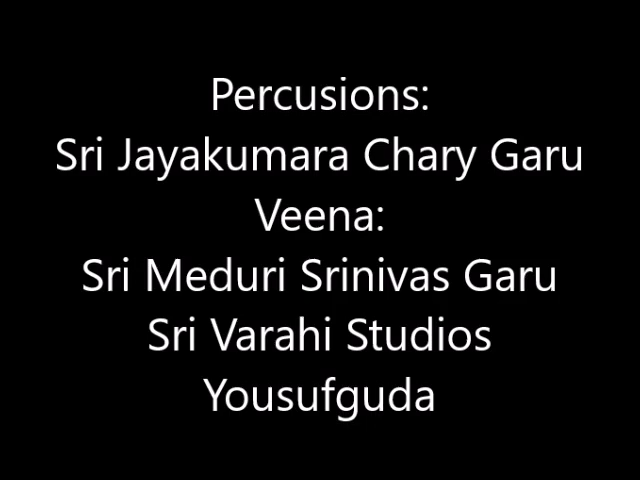 Percusions:
Sri Jayakumara Chary Garu
Veena:
Sri Meduri Srinivas Garu
Sri Varahi Studios
Yousufguda